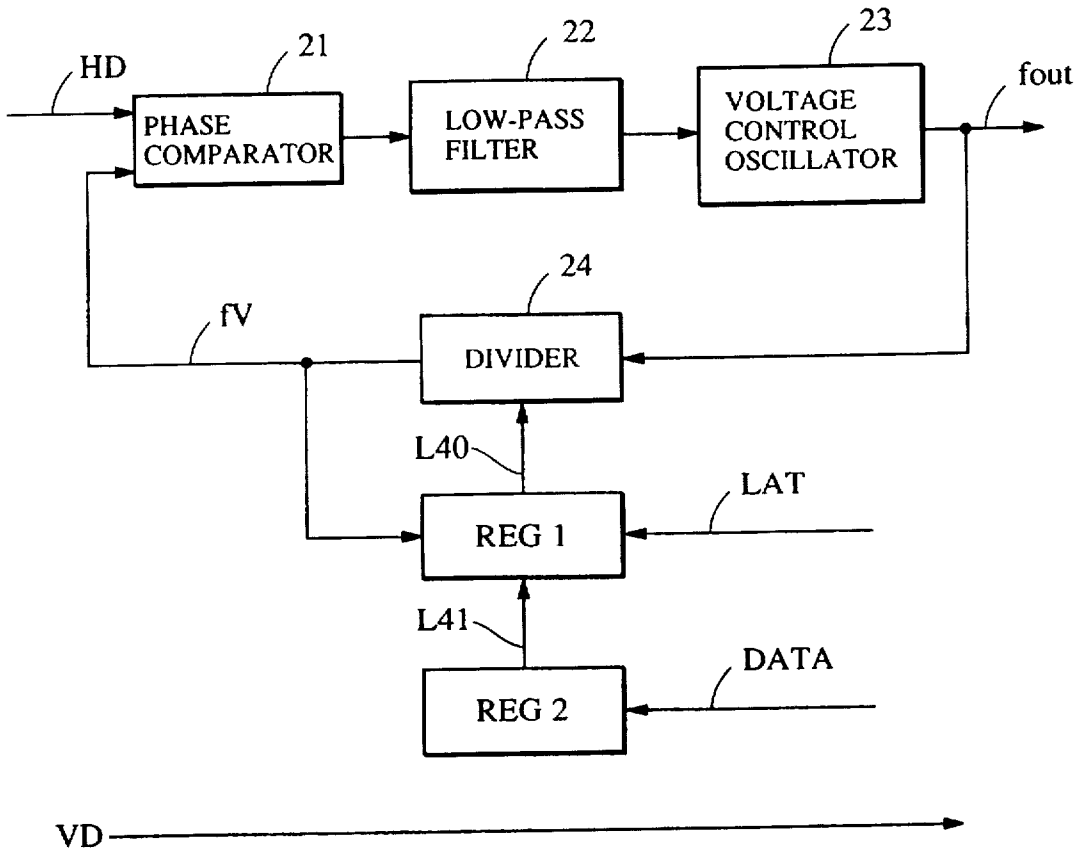 HD
21
22
23
fout
PHASE
COMPARATOR
LOW-PASS
FILTER
VOLTAGE
CONTROL
OSCILLATOR
24
fV
DIVIDER
L40
LAT
REG 1
L41
DATA
REG 2
VD